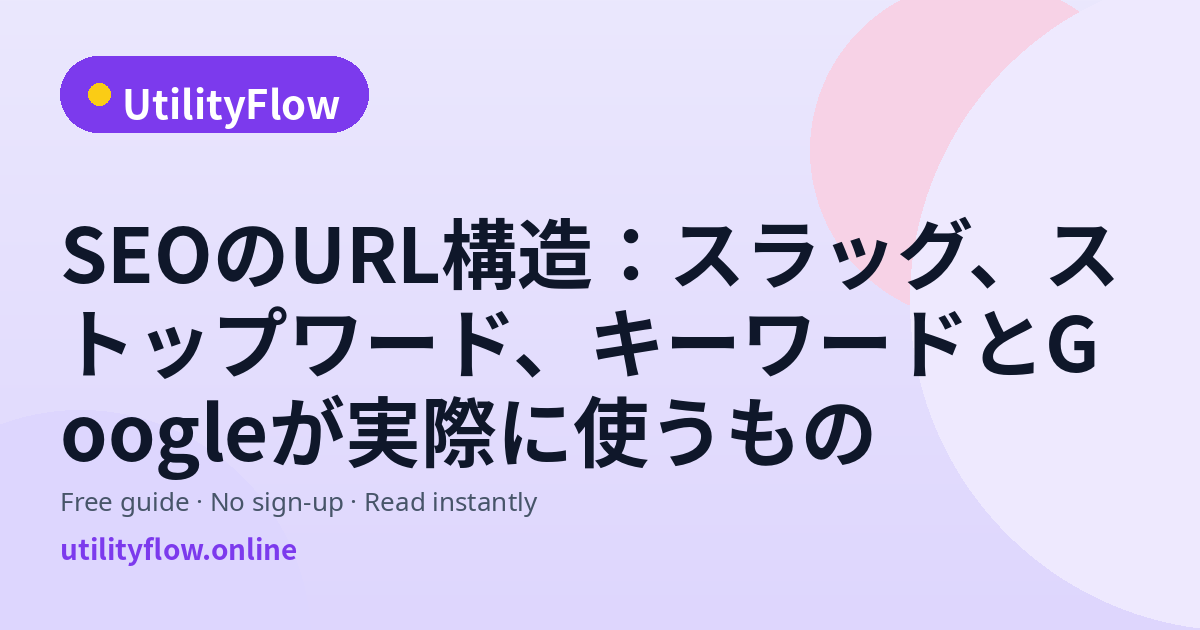 UtilityFlow
SEOのURL構造：スラッグ、ス
トップワード、キーワードとG
oogleが実際に使うもの
Free guide · No sign-up · Read instantly
utilityflow.online